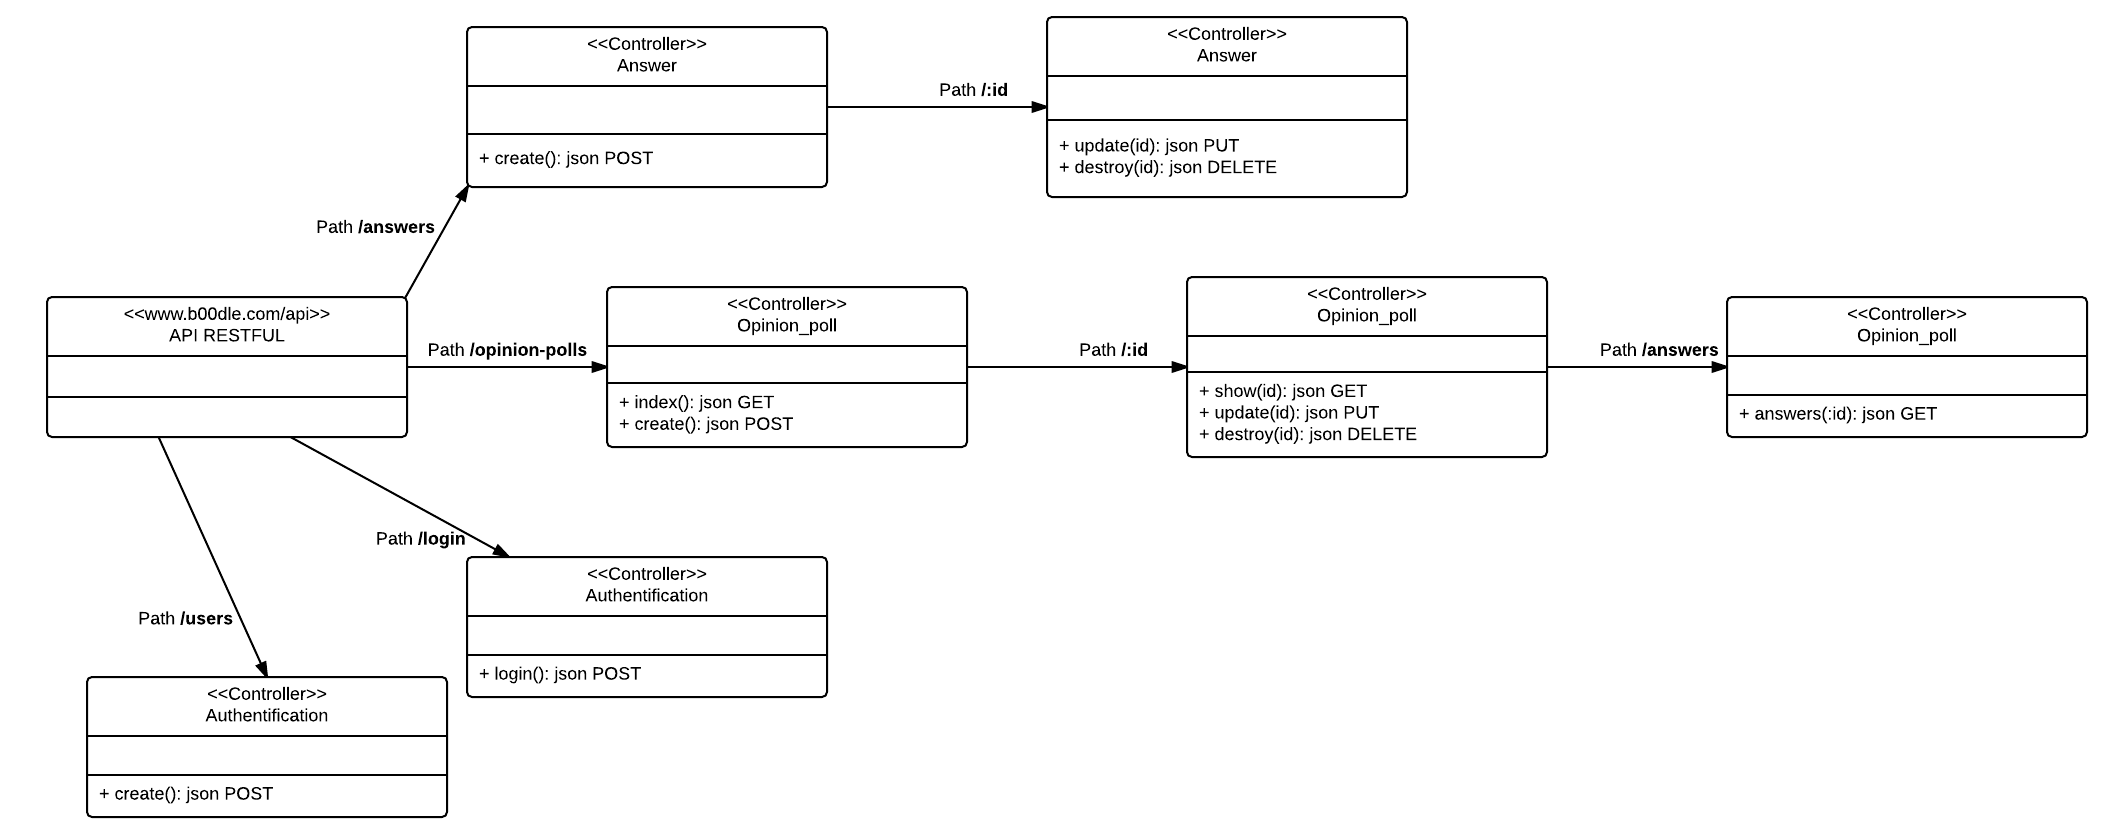 <<Controller>>
Answer
+ create(): json POST
Path /:id
<<Controller>>
Answer
+ update(id): json PUT
+ destroy(id): json DELETE
Path /answers
<<www.b00dle.com/api>>
API RESTFUL
Path /opinion-polls
<<Controller>>
Opinion_poll
+ index(): json GET
+ create(): json POST
Path /:id
<<Controller>>
Opinion_poll
+ show(id): json GET
+ update(id): json PUT
+ destroy(id): json DELETE
Path /answers
<<Controller>>
Opinion_poll
+ answers(:id): json GET
Path /login
<<Controller>>
Authentification
+ login(): json POST
Path /users
<<Controller>>
Authentification
+ create(): json POST